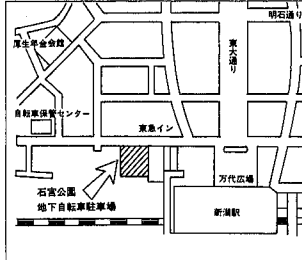 明石通り
厚生年金会館
東大通り
自転車保管センター
東急イン
万代広場
石宮公園
地下自転車駐車場
新潟駅